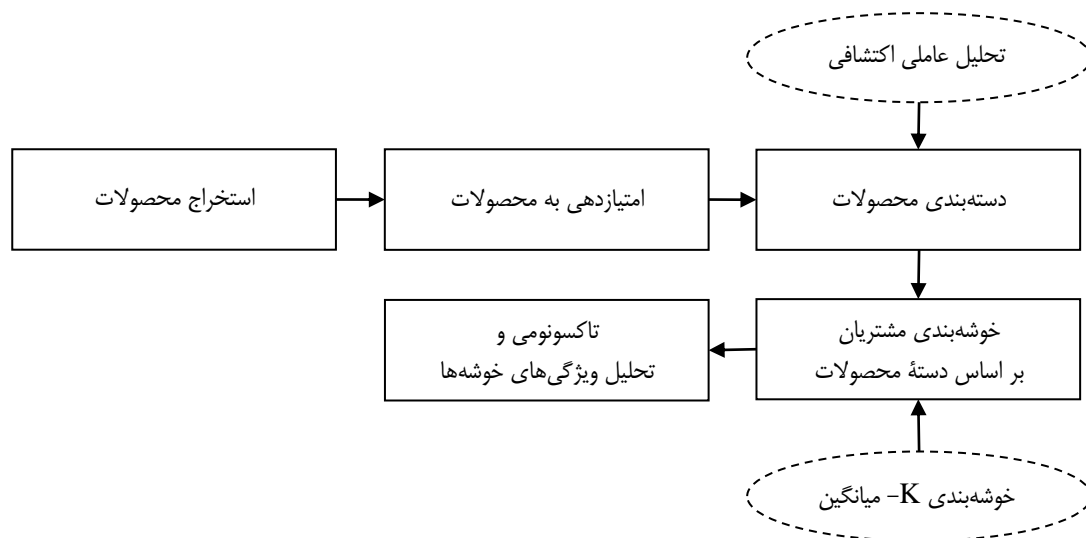 تحلیل عاملی اکتشافی
استخراج محصولات
امتیازدهی به محصولات
دسته‌بندی محصولات
خوشه‌بندی مشتریان
بر اساس دستۀ محصولات
تاکسونومی و
تحلیل ویژگی‌های خوشه‌ها
خوشه‌بندی K- میانگین